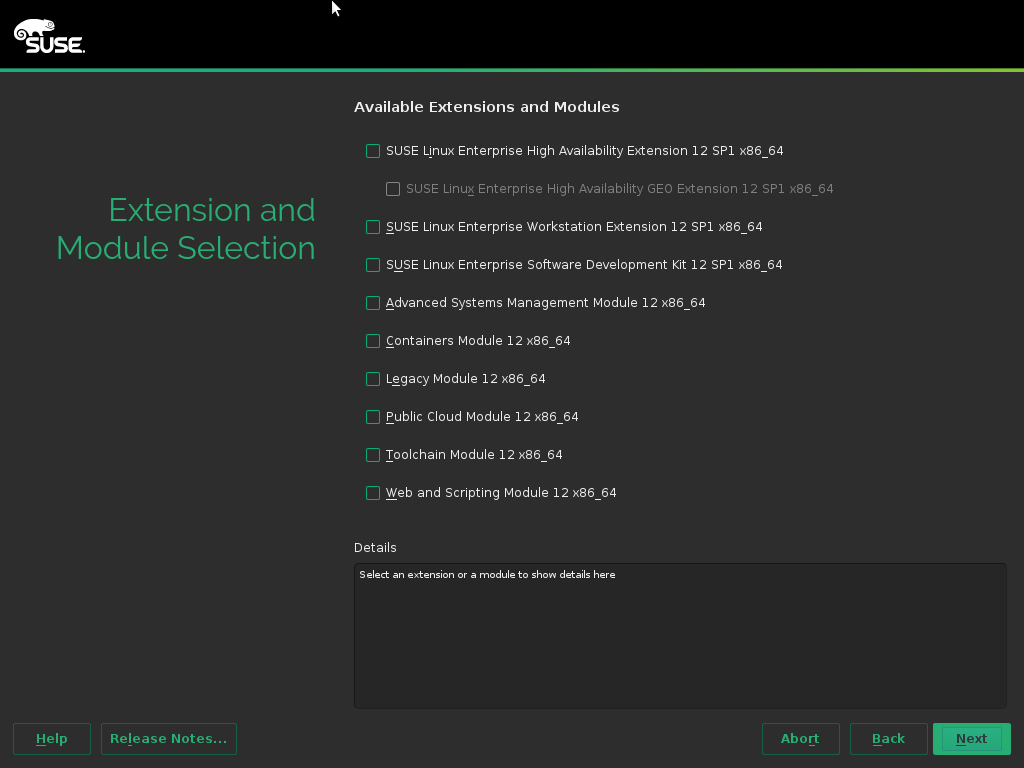 SUSE.
Available Extensions and Modules
SUSE Linux Enterprise High Availability Extension 12 SP1 x86_64
SUSE Linux Enterprise High Availability GEO Extension 12 SP1 x86_64
Extension and
Module Selection
SUSE Linux Enterprise Workstation Extension 12 SP1 x86_64
SUSE Linux Enterprise Software Development Kit 12 SP1 x86_64
Advanced Systems Management Module 12 x86_64
Containers Module 12 x86_64
Legacy Module 12 x86_64
Public Cloud Module 12 x86_64
Toolchain Module 12 x86_64
Web and Scripting Module 12 x86_64
Details
Select an extension or a module to show details here
Help Release Notes... Abort Back Next